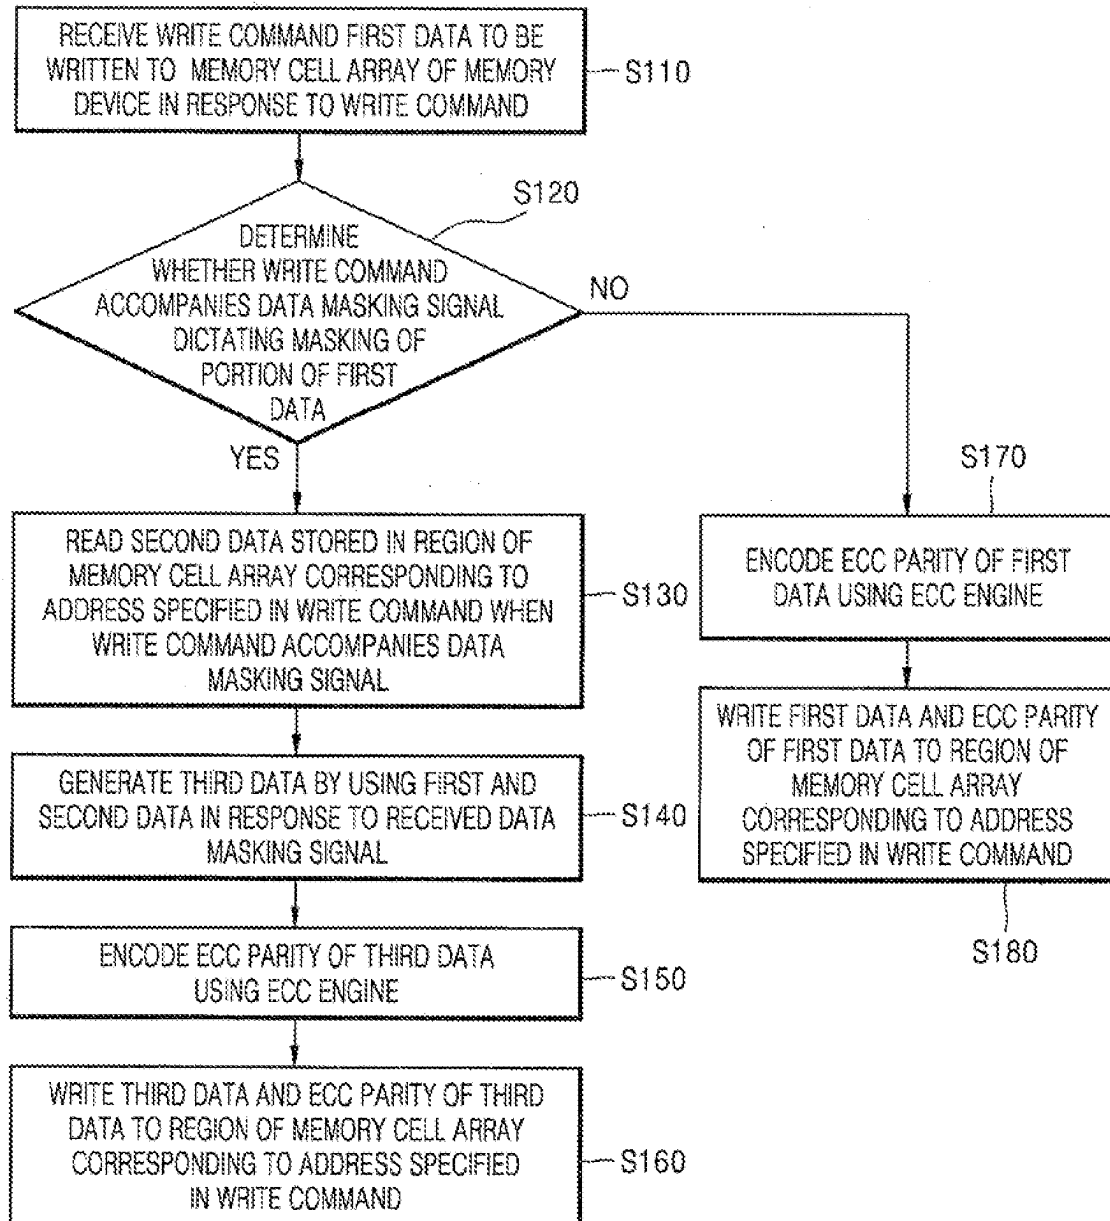 RECEIVE WRITE COMMAND FIRST DATA TO BE
WRITTEN TO MEMORY CELL ARRAY OF MEMORY
DEVICE IN RESPONSE TO WRITE COMMAND
S110
S120
DETERMINE
WHETHER WRITE COMMAND
ACCOMPANIES DATA MASKING SIGNAL
DICTATING MASKING OF
PORTION OF FIRST
DATA
NO
YES
READ SECOND DATA STORED IN REGION OF
MEMORY CELL ARRAY CORRESPONDING TO
ADDRESS SPECIFIED IN WRITE COMMAND WHEN
WRITE COMMAND ACCOMPANIES DATA
MASKING SIGNAL
S130
GENERATE THIRD DATA BY USING FIRST AND
SECOND DATA IN RESPONSE TO RECEIVED DATA
MASKING SIGNAL
S140
ENCODE ECC PARITY OF THIRD DATA
USING ECC ENGINE
S150
WRITE THIRD DATA AND ECC PARITY OF THIRD
DATA TO REGION OF MEMORY CELL ARRAY
CORRESPONDING TO ADDRESS SPECIFIED
IN WRITE COMMAND
S160
S170
ENCODE ECC PARITY OF FIRST
DATA USING ECC ENGINE
WRITE FIRST DATA AND ECC PARITY
OF FIRST DATA TO REGION OF
MEMORY CELL ARRAY
CORRESPONDING TO ADDRESS
SPECIFIED IN WRITE COMMAND
S180